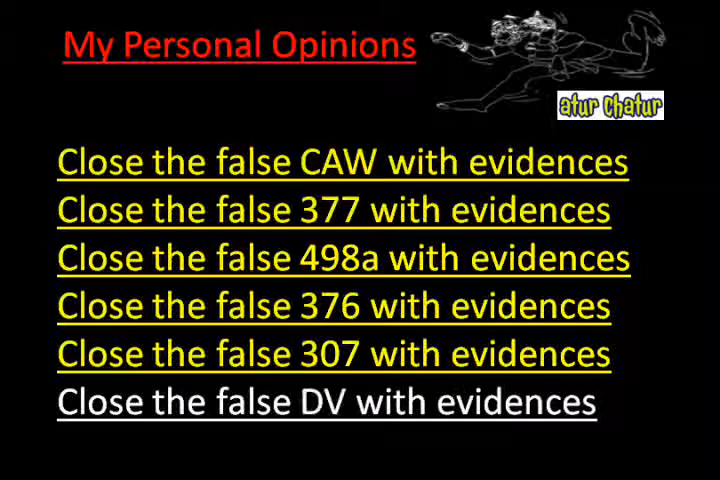 My Personal Opinions
atur chatur
Close the false CAW with evidences
Close the false 377 with evidences
Close the false 498a with evidences
Close the false 376 with evidences
Close the false 307 with evidences
Close the false DV with evidences